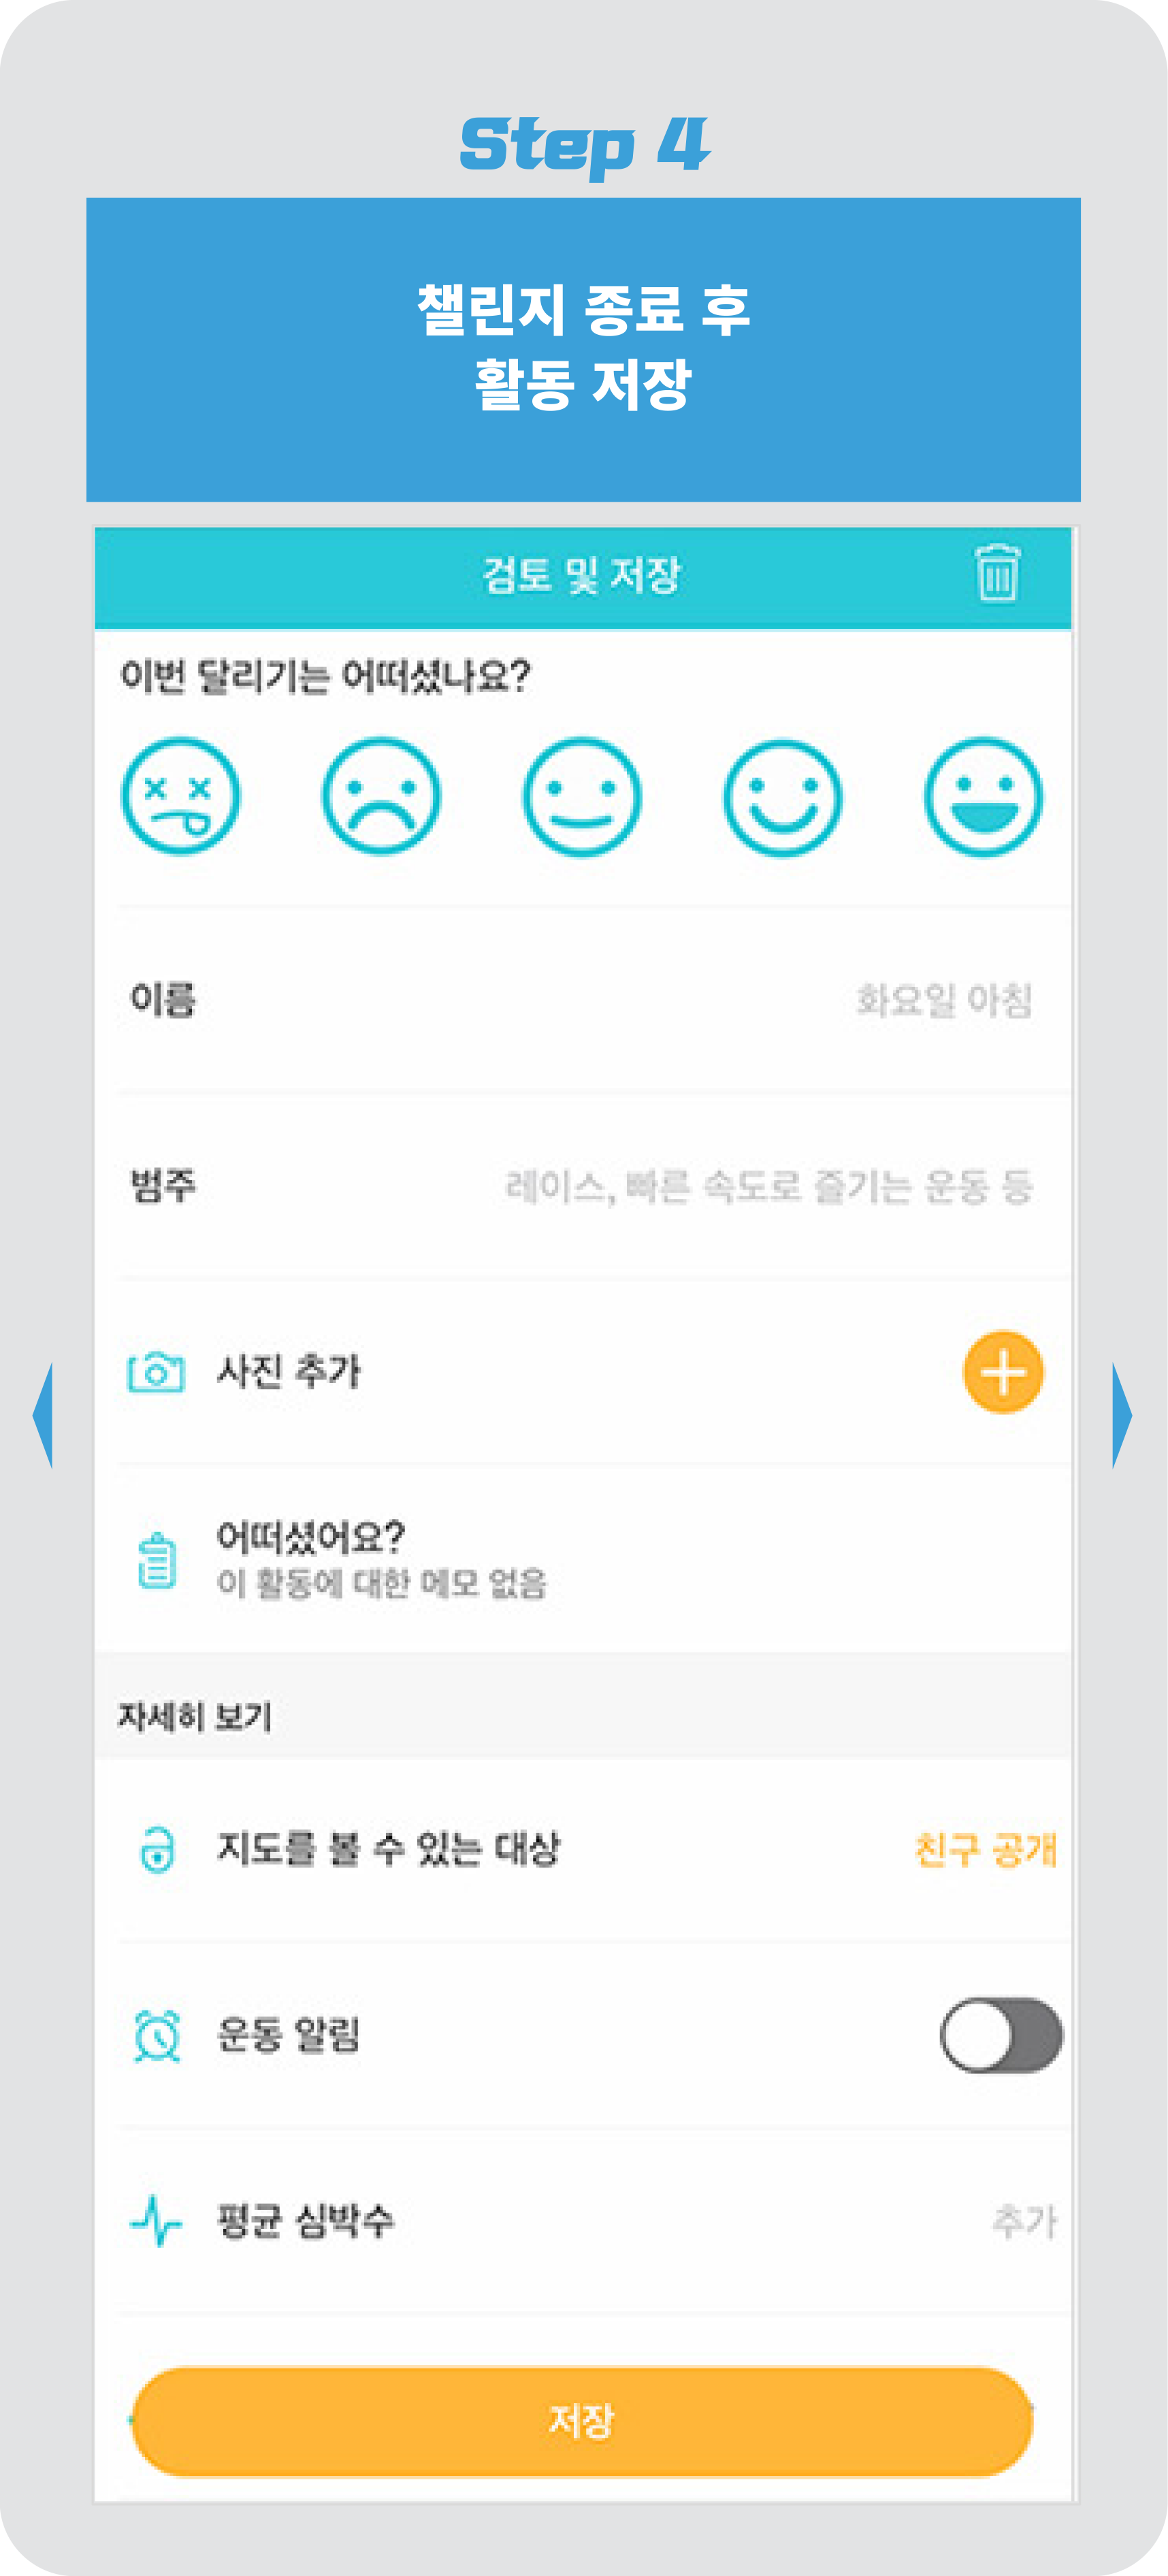 Step 4
챌린지 종료 후
활동 저장
검토 및 저장
이번 달리기는 어떠셨나요?
이름
화요일 아침
범주
레이스, 빠른 속도로 즐기는 운동 등
사진 추가
어떠셨어요?
이 활동에 대한 메모 없음
자세히 보기
지도를 볼 수 있는 대상
친구 공개
운동 알림
평균 심박수
추가
저장